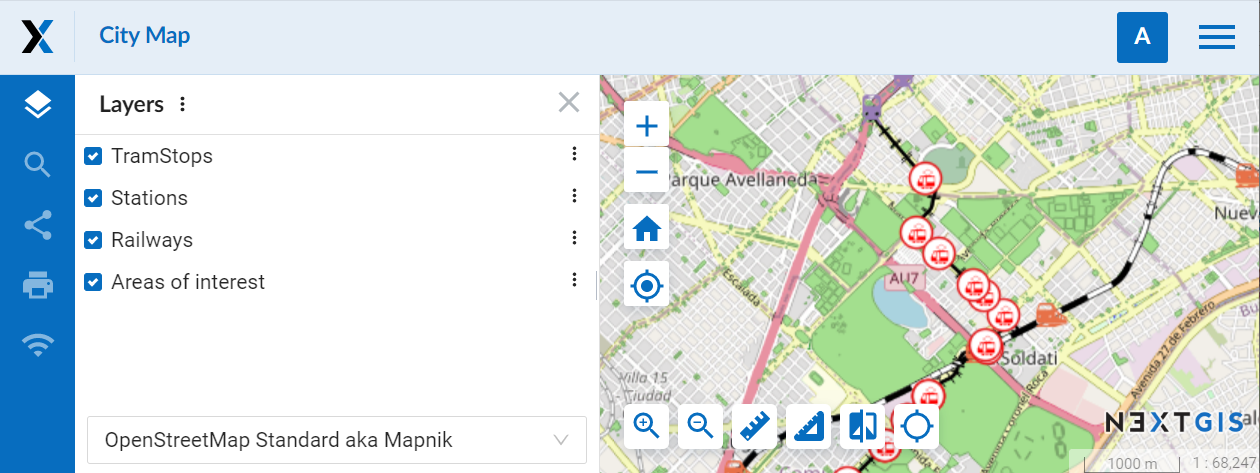 City Map
A
Layers
TramStops
Stations
Railways
Areas of interest
OpenStreetMap Standard aka Mapnik
Parque Avellaneda
Nuev
Escalada
AU7
Avenida 27 de Febrero
Soldati
Villa 15
Ciudad
Avenida Coronel Roca
NEXTGIS
1000 m
1 : 68,247